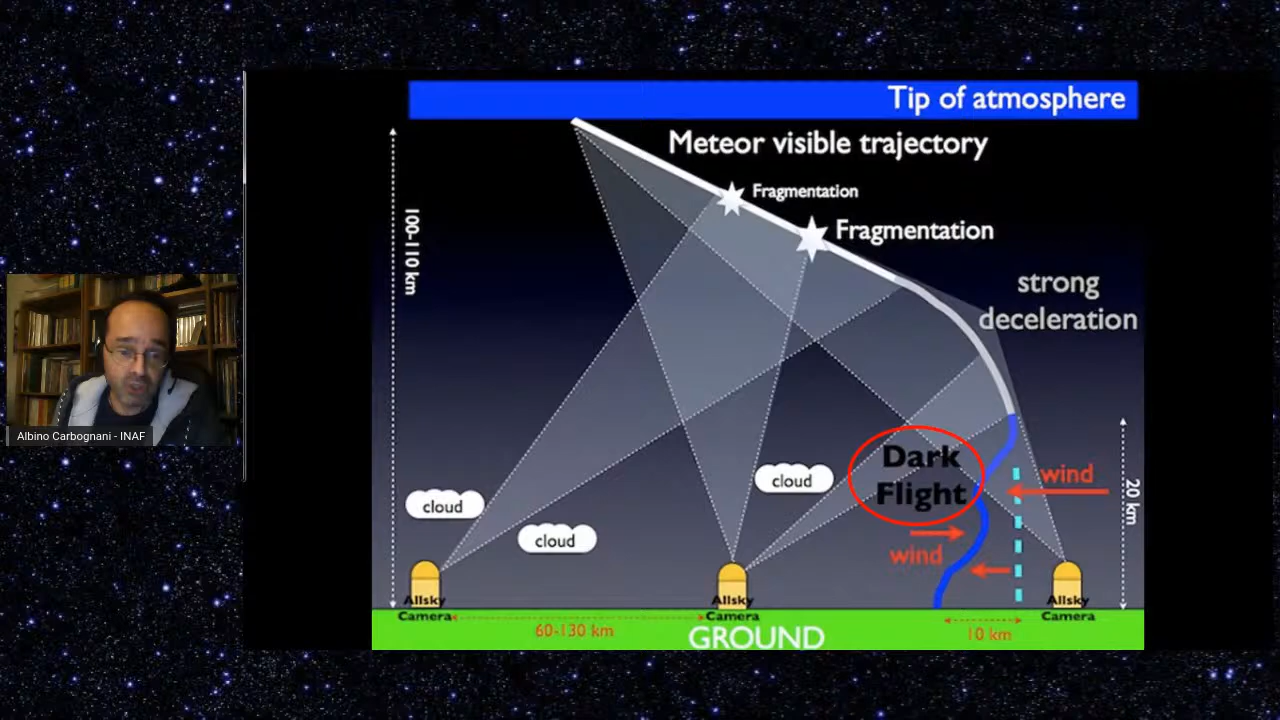 Tip of atmosphere
Meteor visible trajectory
Fragmentation
Fragmentation
100-110 km
strong
deceleration
Dark
Flight
wind
wind
20 km
cloud
cloud
cloud
Albino Carbognani - INAF
Allsky
Camera
Allsky
Camera
Allsky
Camera
60-130 km
GROUND
10 km